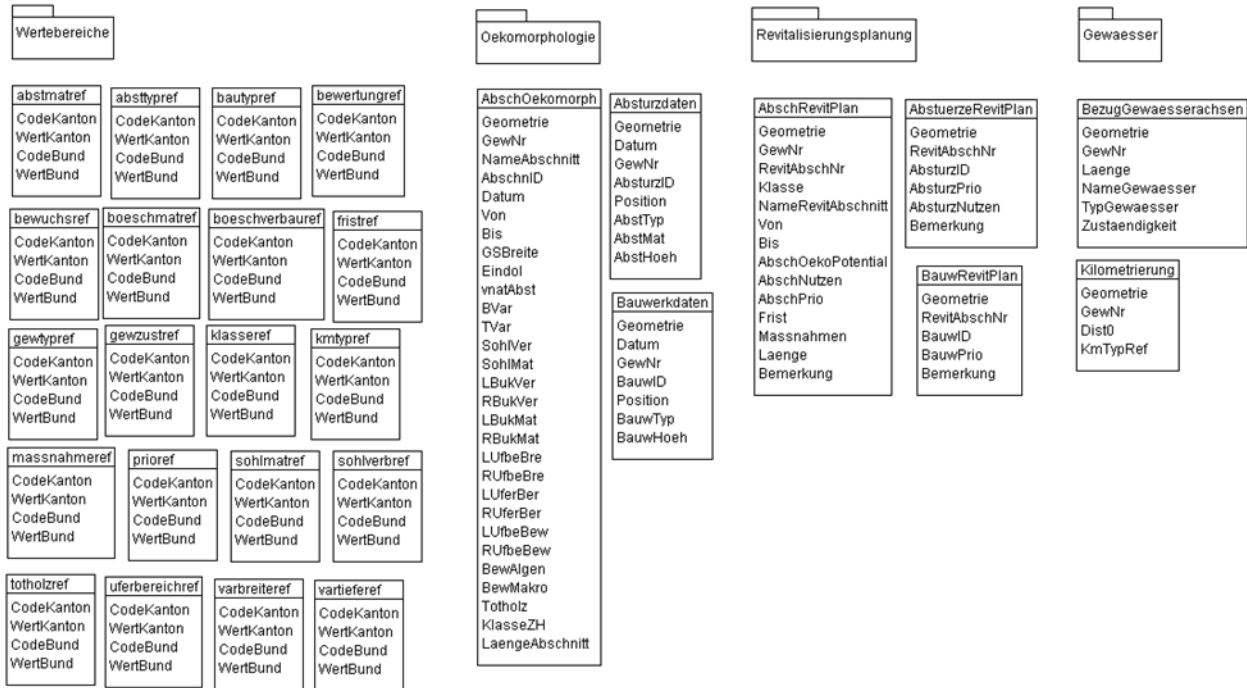 Wertebereiche
abstmatref
CodeKanton
WertKanton
CodeBund
WertBund
absttypref
CodeKanton
WertKanton
CodeBund
WertBund
bautypref
CodeKanton
WertKanton
CodeBund
WertBund
bewertungref
CodeKanton
WertKanton
CodeBund
WertBund
bewuchsref
CodeKanton
WertKanton
CodeBund
WertBund
boeschmatref
CodeKanton
WertKanton
CodeBund
WertBund
boeschverbauref
CodeKanton
WertKanton
CodeBund
WertBund
fristref
CodeKanton
WertKanton
CodeBund
WertBund
gewtypref
CodeKanton
WertKanton
CodeBund
WertBund
gewzustref
CodeKanton
WertKanton
CodeBund
WertBund
klasseref
CodeKanton
WertKanton
CodeBund
WertBund
kmtypref
CodeKanton
WertKanton
CodeBund
WertBund
massnahmeref
CodeKanton
WertKanton
CodeBund
WertBund
prioref
CodeKanton
WertKanton
CodeBund
WertBund
sohlmatref
CodeKanton
WertKanton
CodeBund
WertBund
sohlverbref
CodeKanton
WertKanton
CodeBund
WertBund
totholzref
CodeKanton
WertKanton
CodeBund
WertBund
uferbereichref
CodeKanton
WertKanton
CodeBund
WertBund
varbreiteref
CodeKanton
WertKanton
CodeBund
WertBund
vartieferef
CodeKanton
WertKanton
CodeBund
WertBund
Oekomorphologie
AbschOekomorph
Geometrie
GewNr
NameAbschnitt
AbschnID
Datum
Von
Bis
GSBreite
Eindol
vnatAbst
BVar
TVar
SohlVer
SohlMat
LBukVer
RBukVer
LBukMat
RBukMat
LUfbeBre
RUfbeBre
LUferBer
RUferBer
LUfbeBew
RUfbeBew
BewAlgen
BewMakro
Totholz
KlasseZH
LaengeAbschnitt
Absturzdaten
Geometrie
Datum
GewNr
AbsturzID
Position
AbstTyp
AbstMat
AbstHoeh
Bauwerkdaten
Geometrie
Datum
GewNr
BauwID
Position
BauwTyp
BauwHoeh
Revitalisierungsplanung
AbschRevitPlan
Geometrie
GewNr
RevitAbschNr
Klasse
NameRevitAbschnitt
Von
Bis
AbschOekoPotential
AbschNutzen
AbschPrio
Frist
Massnahmen
Laenge
Bemerkung
AbstuerzeRevitPlan
Geometrie
RevitAbschNr
AbsturzID
AbsturzPrio
AbsturzNutzen
Bemerkung
BauwRevitPlan
Geometrie
RevitAbschNr
BauwID
BauwPrio
Bemerkung
Gewaesser
BezugGewaesserachsen
Geometrie
GewNr
Laenge
NameGewaesser
TypGewaesser
Zustaendigkeit
Kilometrierung
Geometrie
GewNr
Dist0
KmTypRef